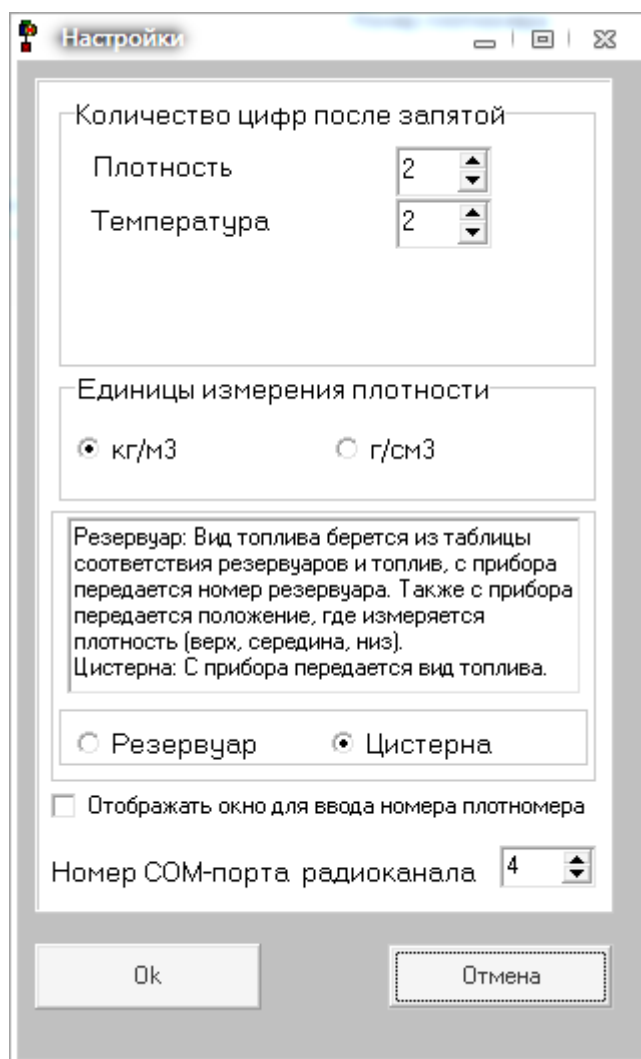 Настройки
Количество цифр после запятой
Плотность 2
Температура 2
Единицы измерения плотности
кг/м3 г/см3
Резервуар: Вид топлива берется из таблицы
соответствия резервуаров и топлив, с прибора
передается номер резервуара. Также с прибора
передается положение, где измеряется
плотность (верх, середина, низ).
Цистерна: С прибора передается вид топлива.
Резервуар Цистерна
Отображать окно для ввода номера плотномера
Номер COM-порта радиоканала 4
Ok Отмена